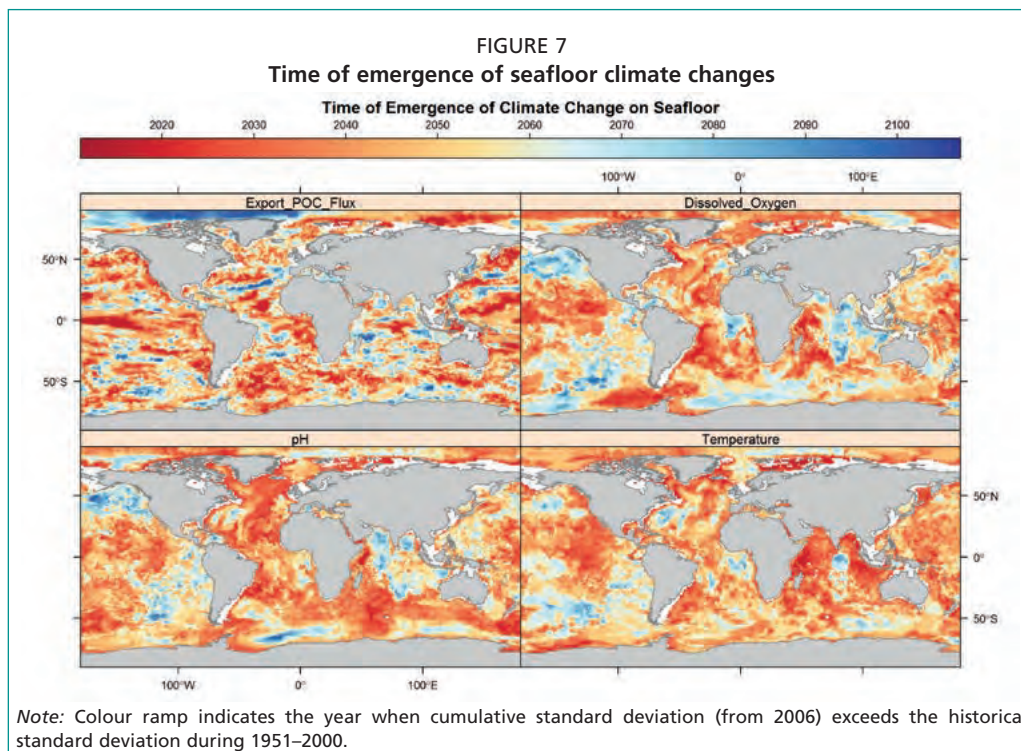 FIGURE 7
Time of emergence of seafloor climate changes
Time of Emergence of Climate Change on Seafloor
2020 2030 2040 2050 2060 2070 2080 2090 2100
100°W 0° 100°E
Export_POC_Flux Dissolved_Oxygen
50°N
0°
50°S
pH Temperature
50°N
0°
50°S
100°W 0° 100°E
Note: Colour ramp indicates the year when cumulative standard deviation (from 2006) exceeds the historica
standard deviation during 1951–2000.